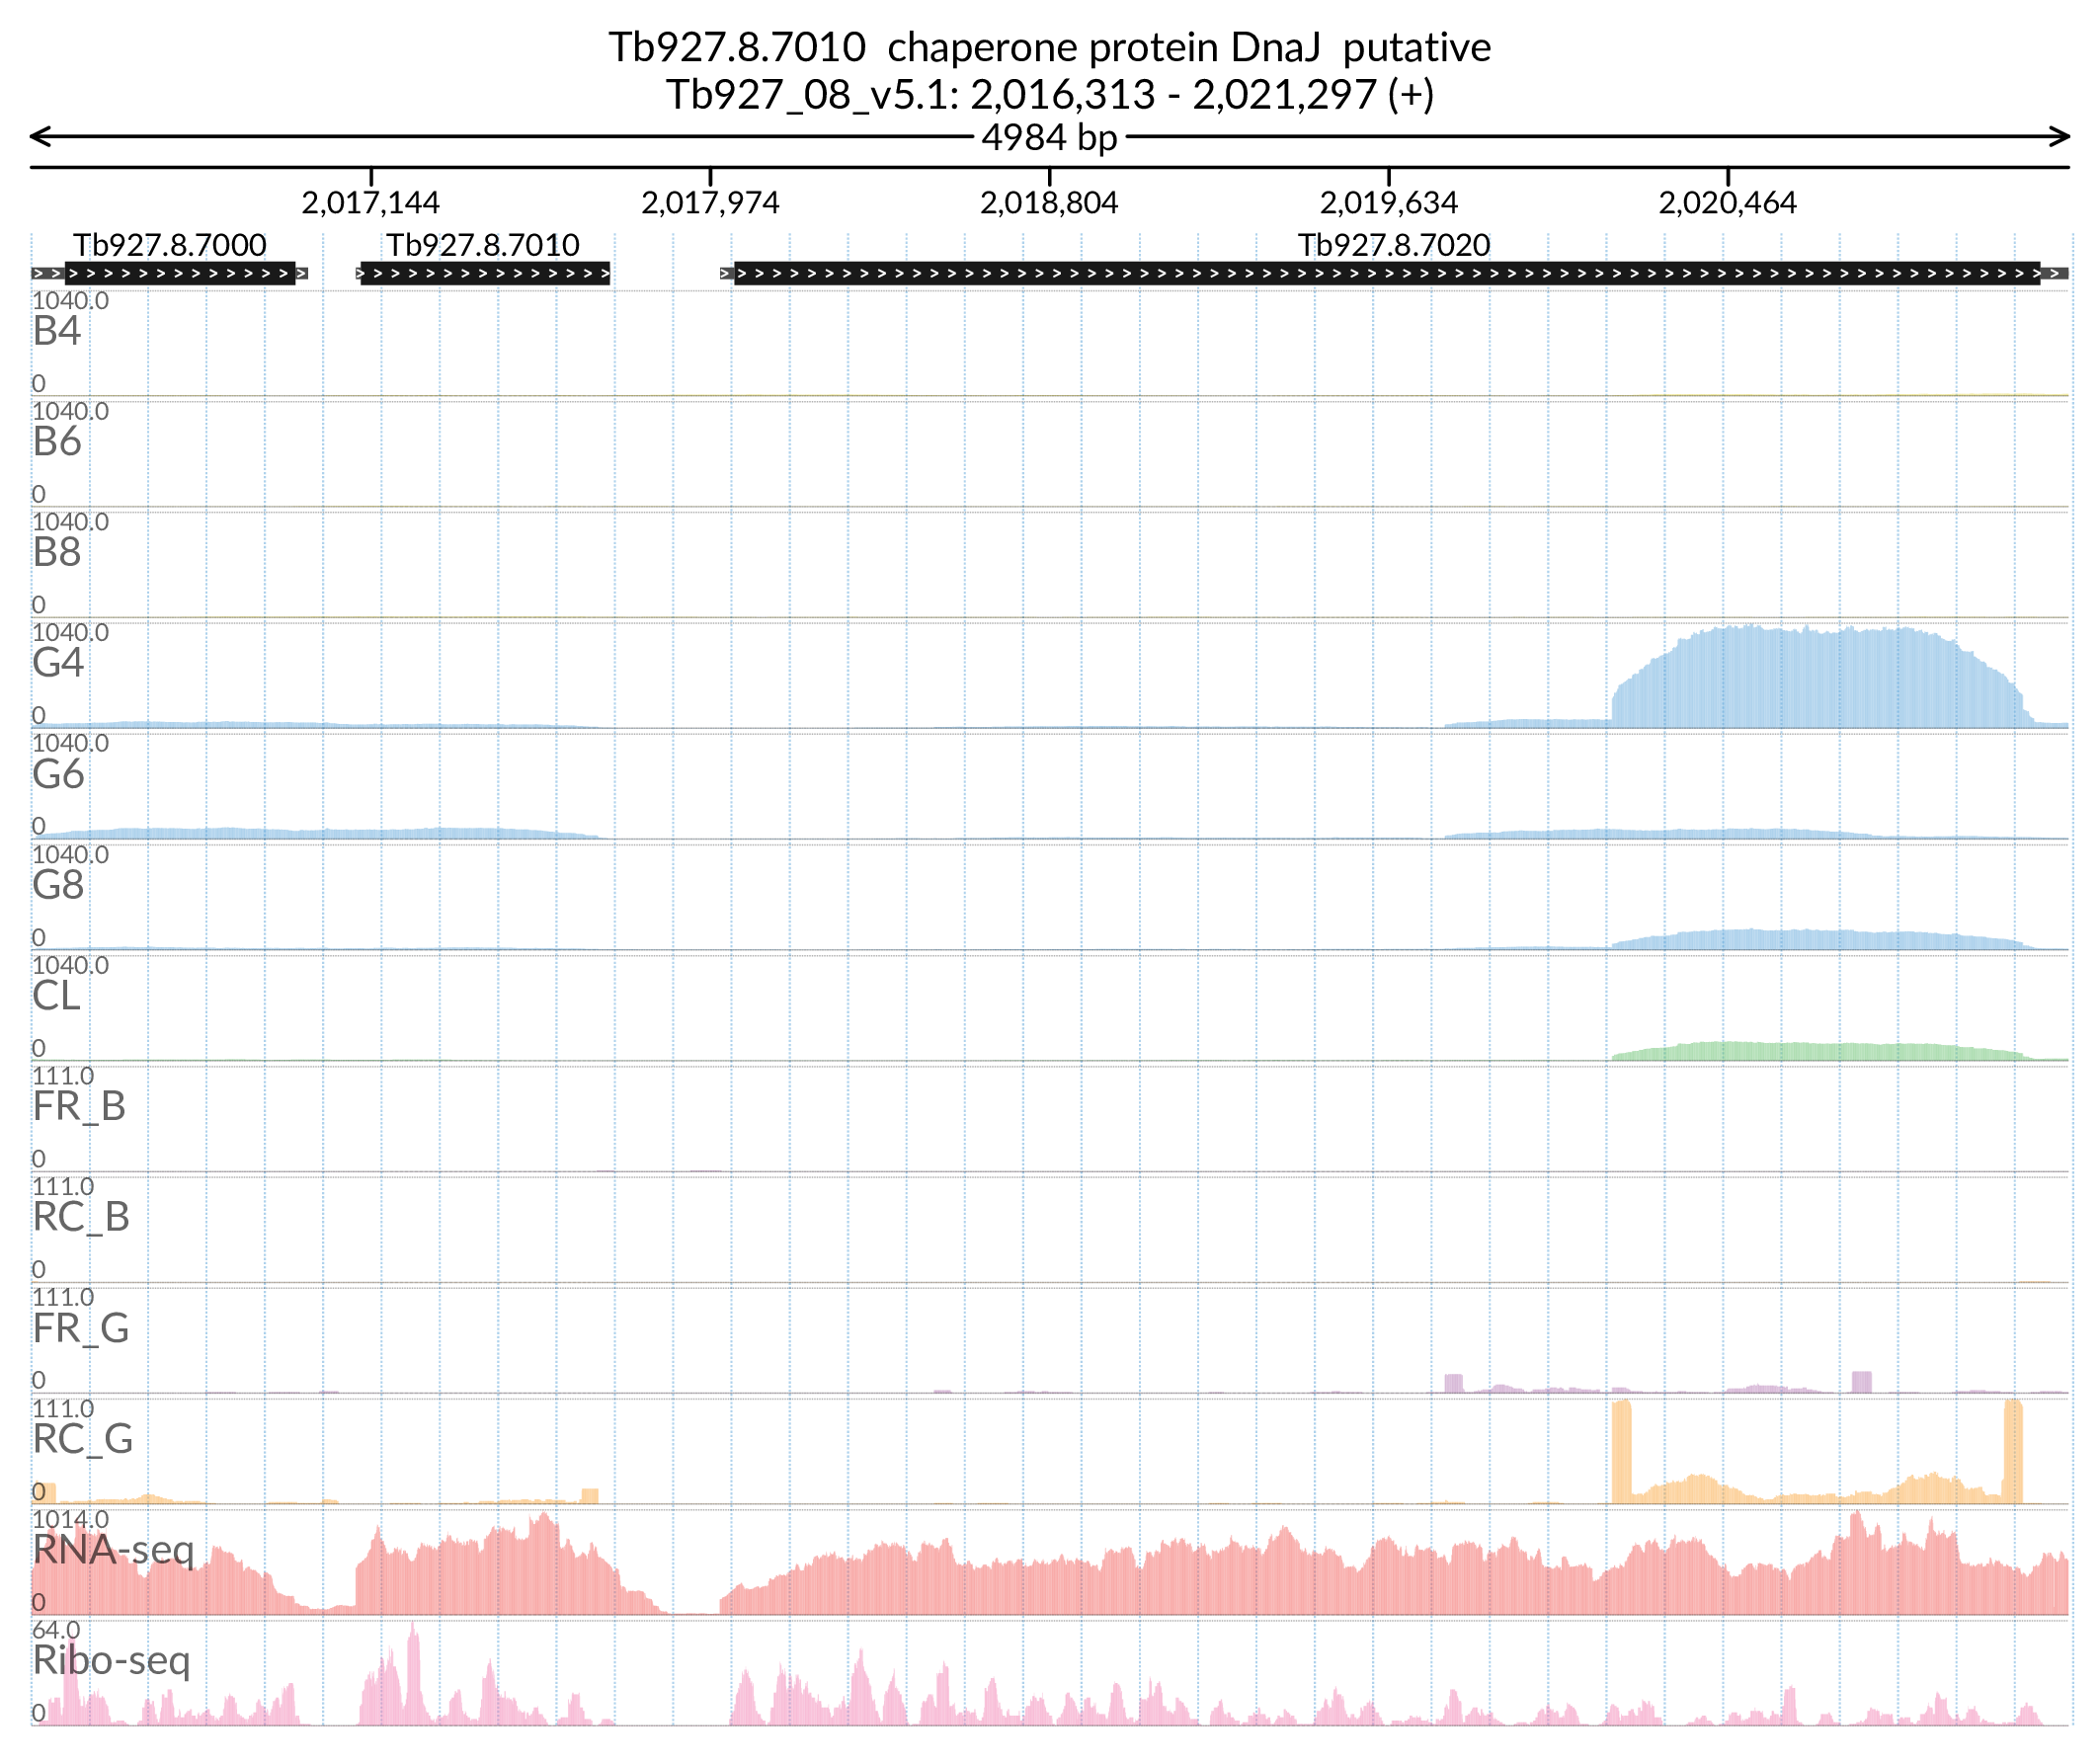 Tb927.8.7010  chaperone protein DnaJ  putative
Tb927_08_v5.1: 2,016,313 - 2,021,297 (+)
4984 bp
2,017,144 2,017,974 2,018,804 2,019,634 2,020,464
Tb927.8.7000 Tb927.8.7010 Tb927.8.7020
1040.0
B4
0
1040.0
B6
0
1040.0
B8
0
1040.0
G4
0
1040.0
G6
0
1040.0
G8
0
1040.0
CL
0
111.0
FR_B
0
111.0
RC_B
0
111.0
FR_G
0
111.0
RC_G
0
1014.0
RNA-seq
0
64.0
Ribo-seq
0